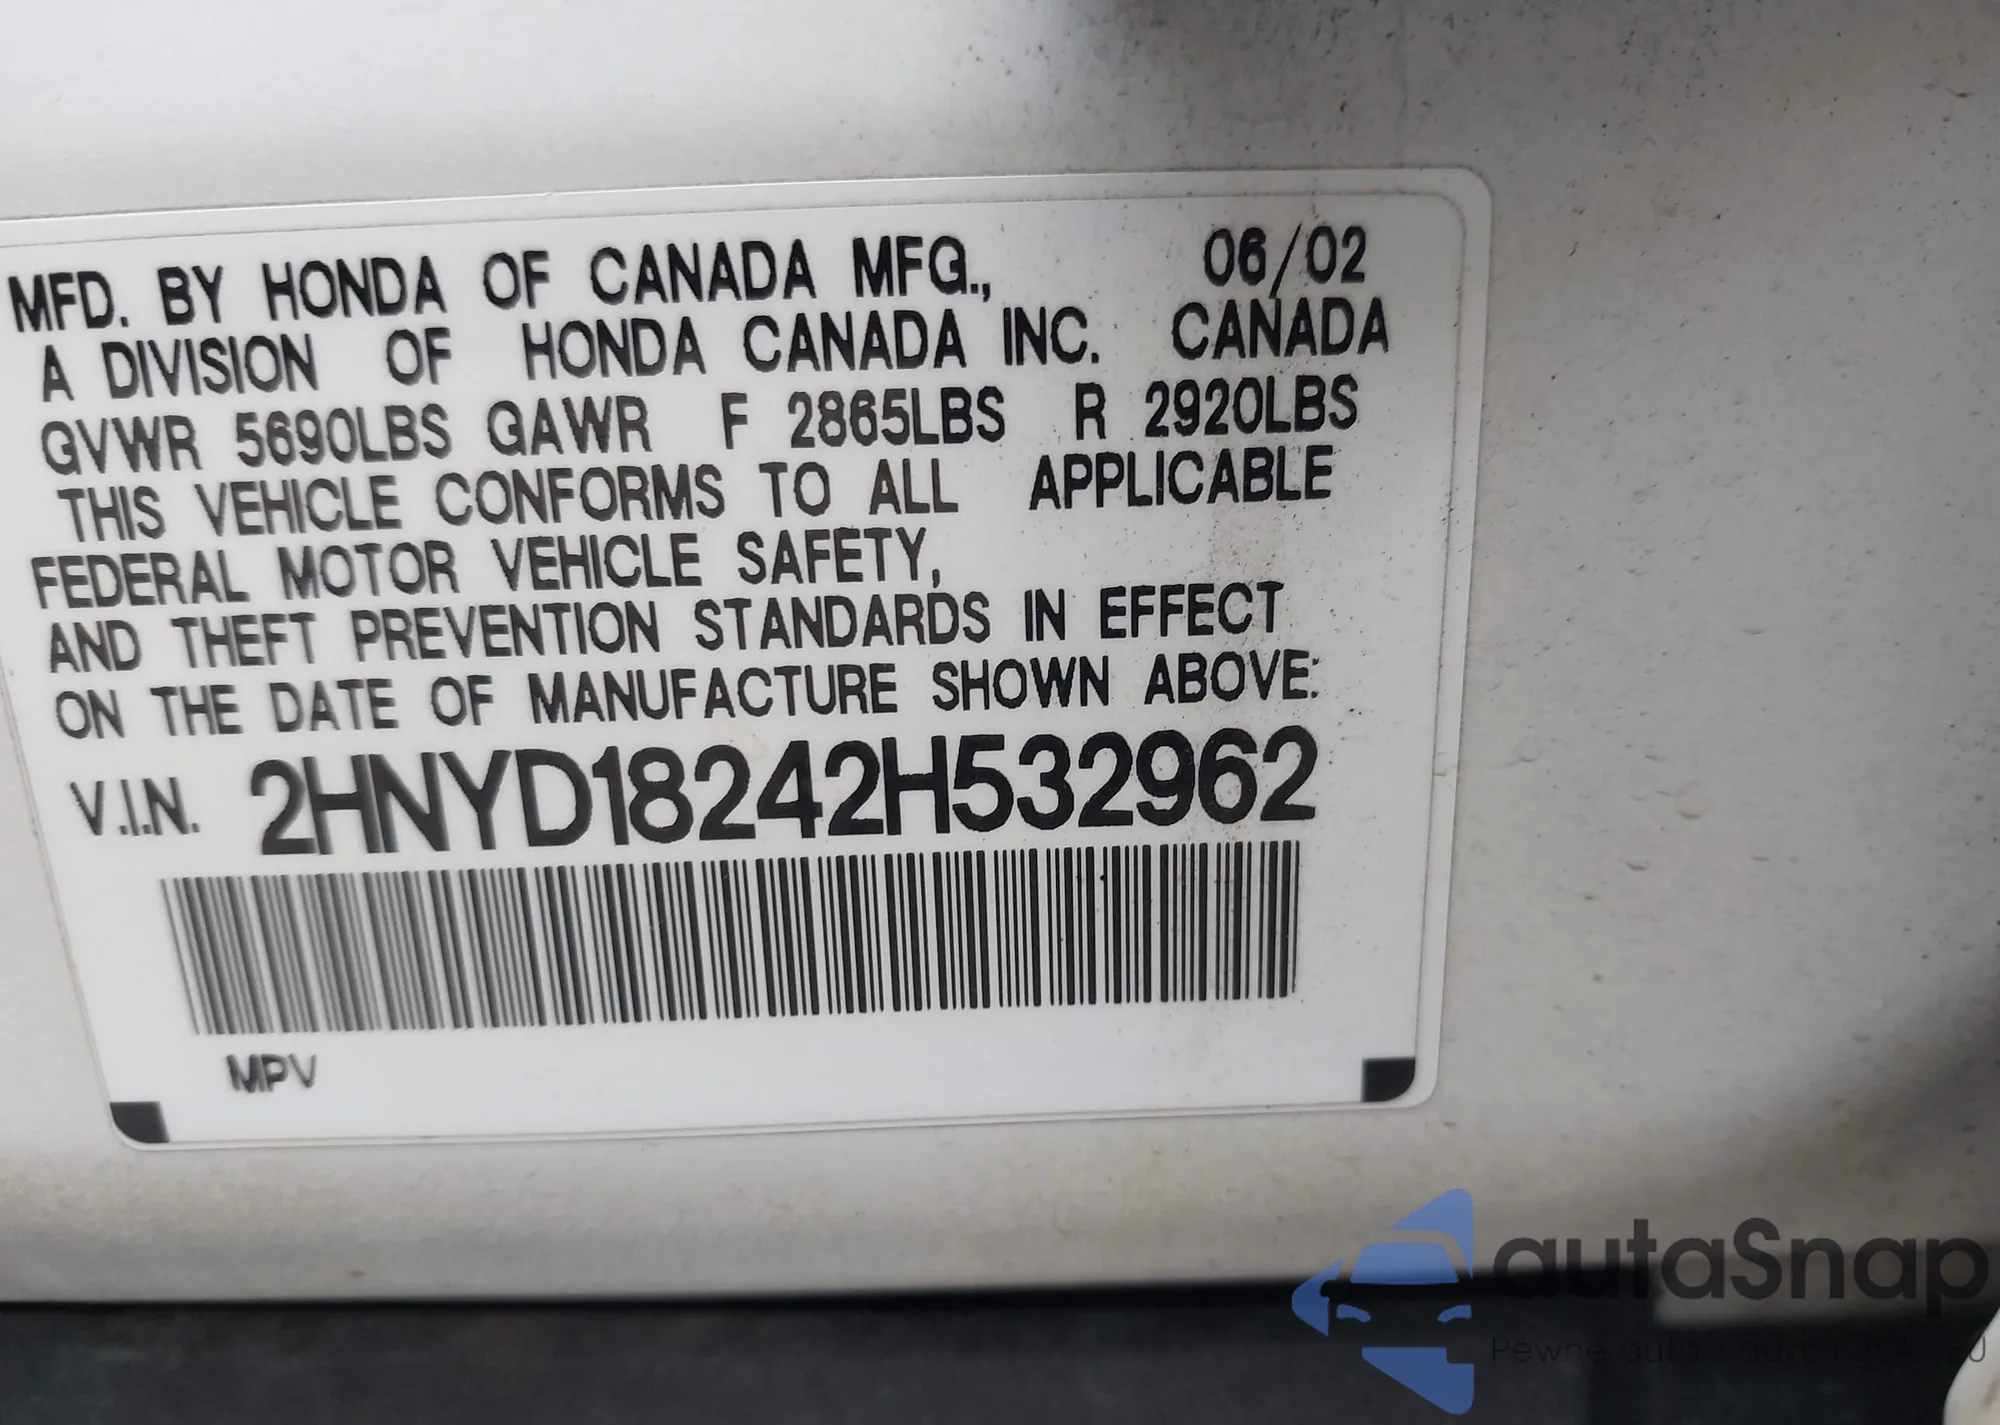 MFD. BY HONDA OF CANADA MFG., 06/02
A DIVISION OF HONDA CANADA INC. CANADA
GVWR 5690LBS GAWR F 2865LBS R 2920LBS
THIS VEHICLE CONFORMS TO ALL APPLICABLE
FEDERAL MOTOR VEHICLE SAFETY,
AND THEFT PREVENTION STANDARDS IN EFFECT
ON THE DATE OF MANUFACTURE SHOWN ABOVE:
V.I.N. 2HNYD18242H532962
MPV
autaSnap
Pewne auta z